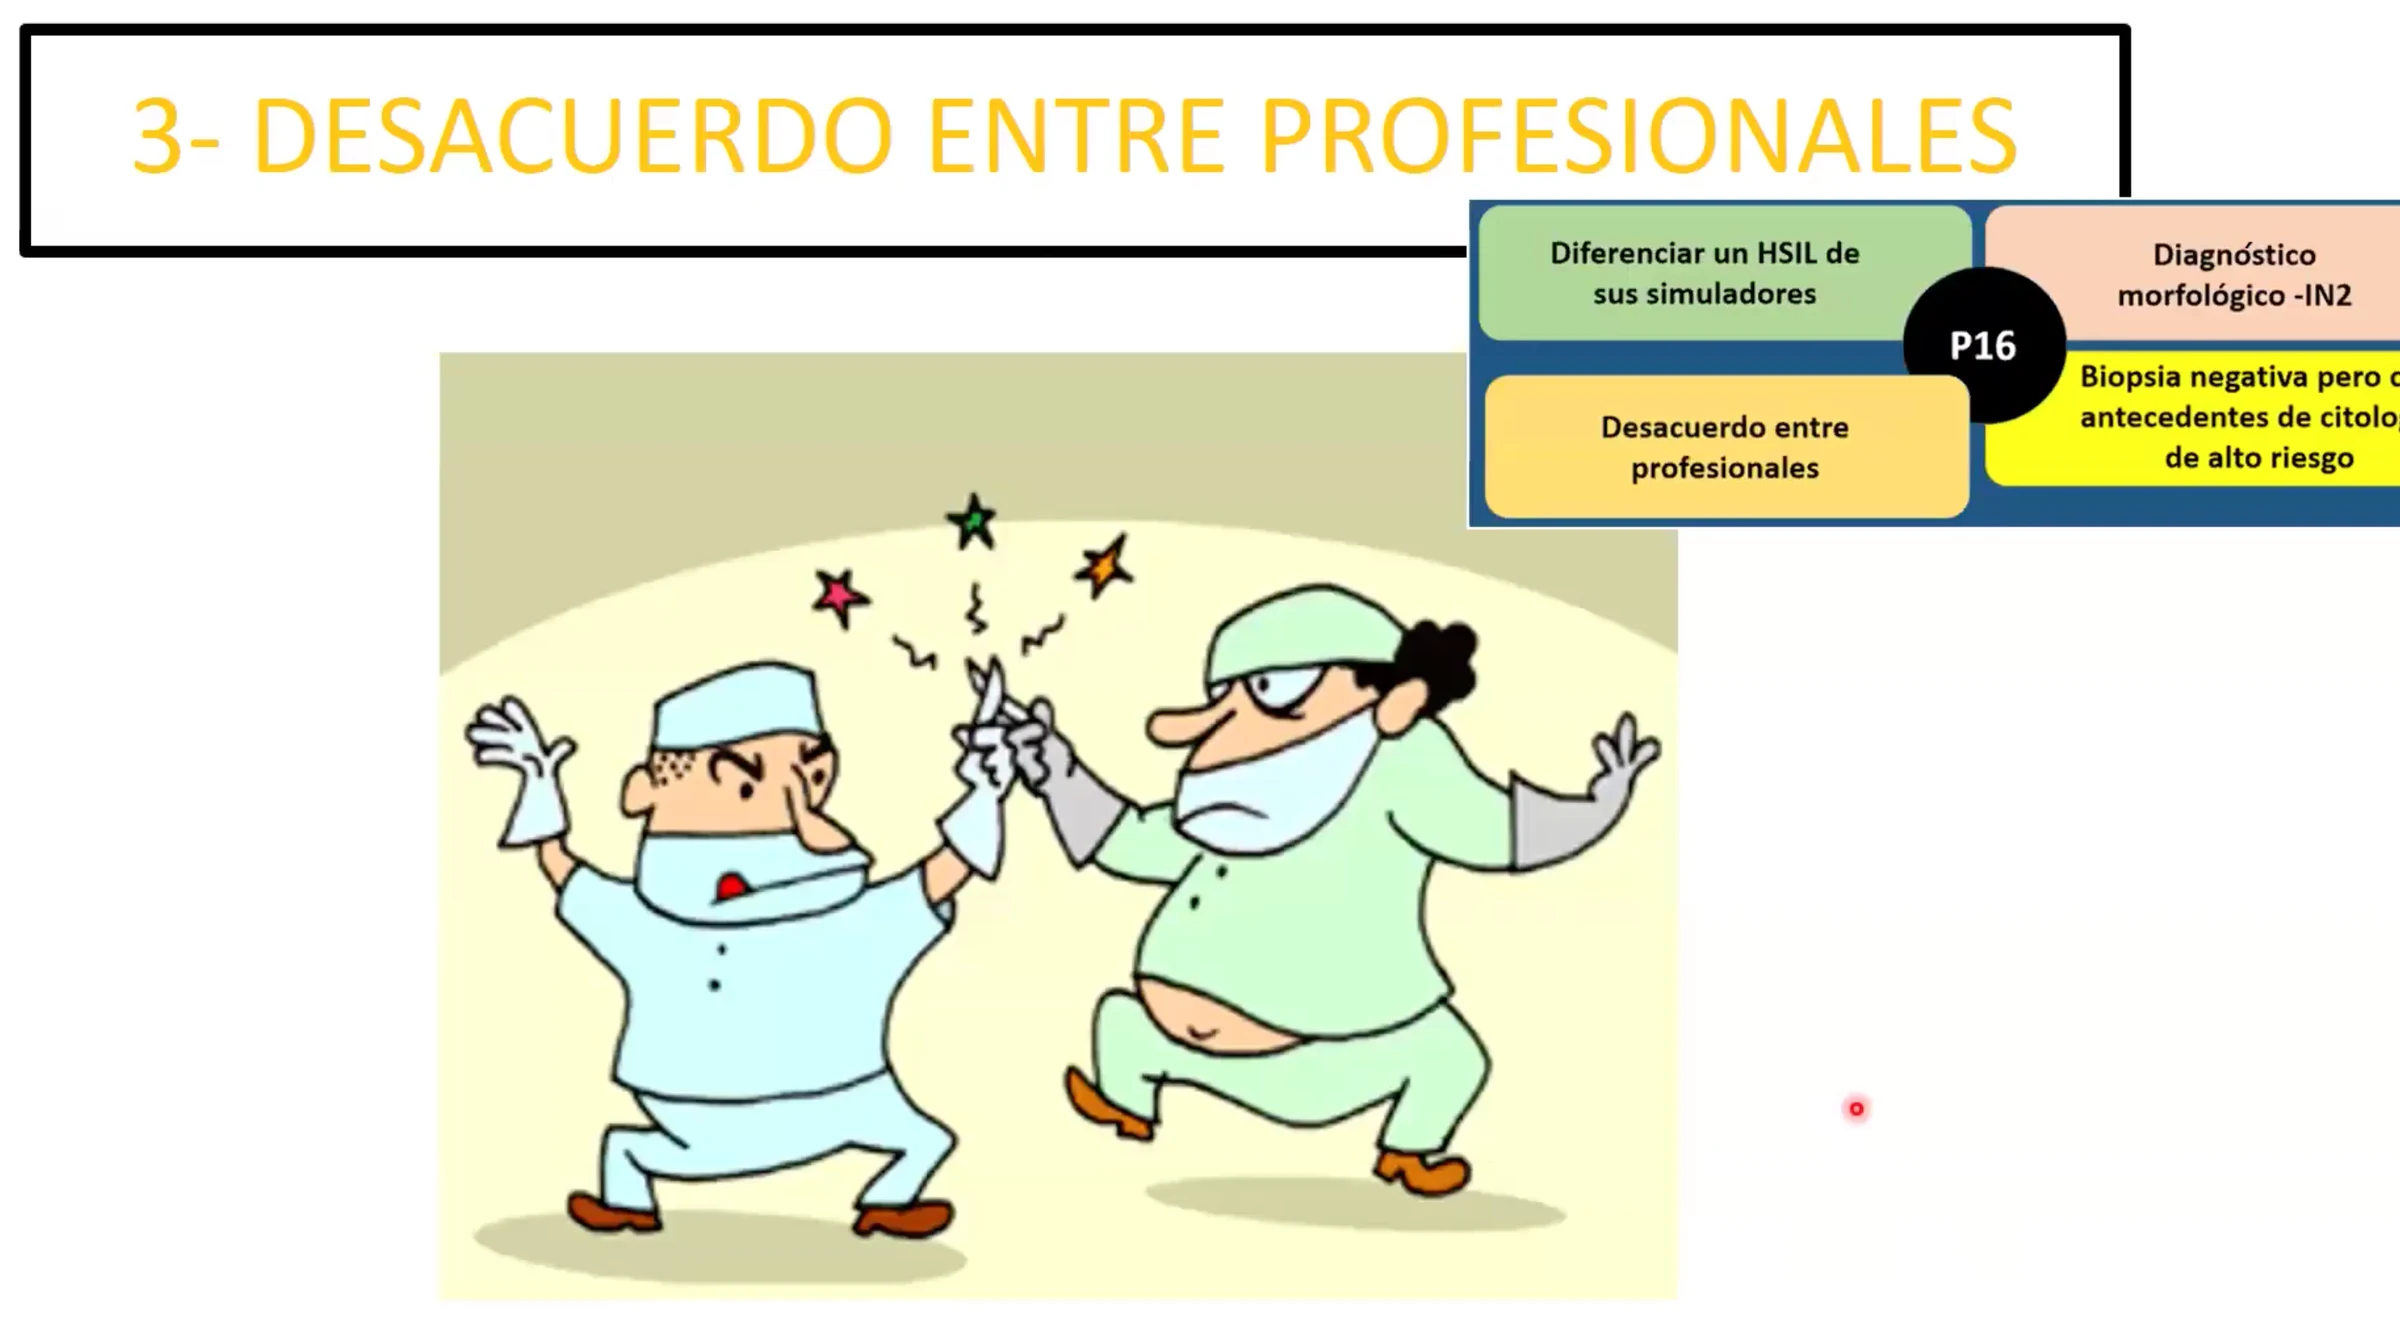 3- DESACUERDO ENTRE PROFESIONALES
Diferenciar un HSIL de
sus simuladores
Diagnóstico
morfológico -IN2
P16
Desacuerdo entre
profesionales
Biopsia negativa pero
antecedentes de
de alto riesgo